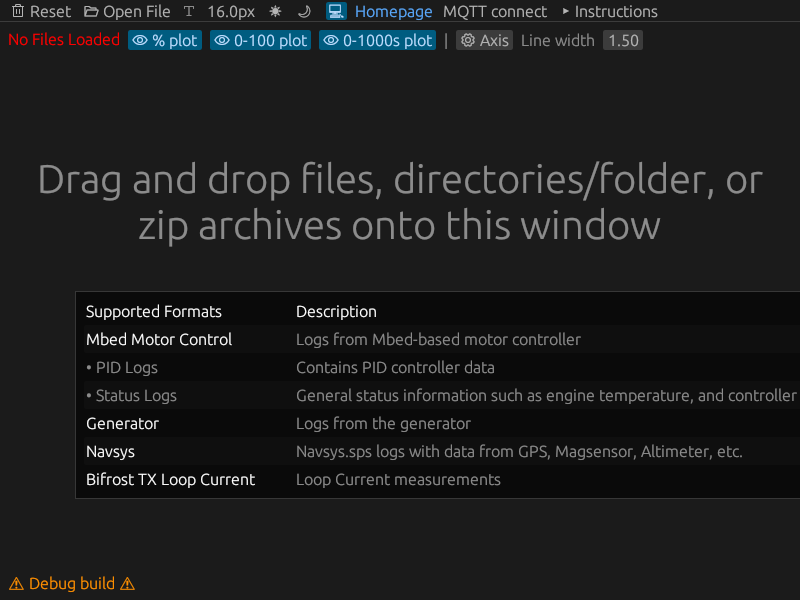 Reset Open File T 16.0px Homepage MQTT connect ‣ Instructions
No Files Loaded % plot 0-100 plot 0-1000s plot | Axis Line width 1.50
Drag and drop files, directories/folder, or
zip archives onto this window
Supported Formats Description
Mbed Motor Control Logs from Mbed-based motor controller
• PID Logs Contains PID controller data
• Status Logs General status information such as engine temperature, and controller
Generator Logs from the generator
Navsys Navsys.sps logs with data from GPS, Magsensor, Altimeter, etc.
Bifrost TX Loop Current Loop Current measurements
⚠ Debug build ⚠